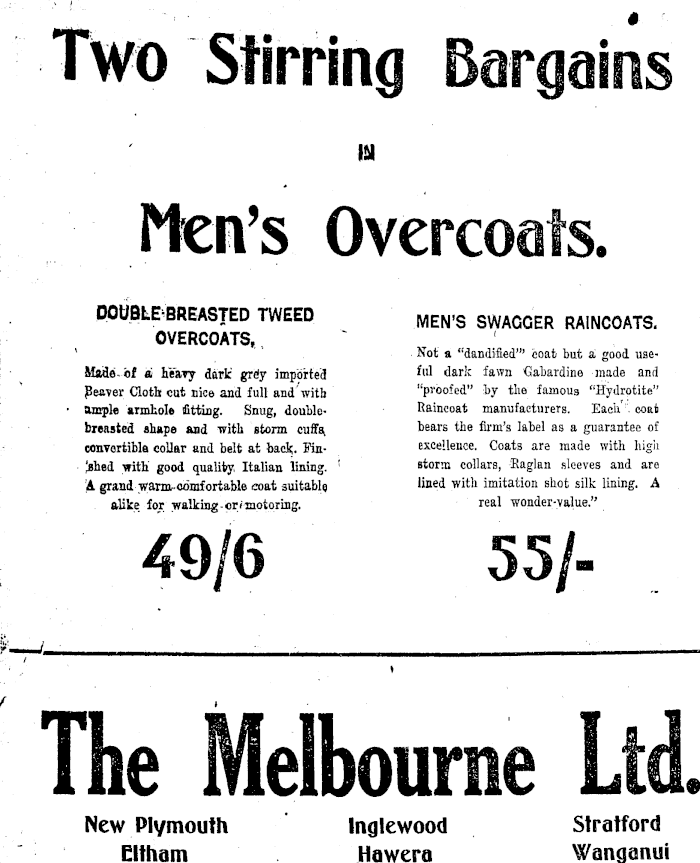 Two Stirring Bargains
IN
Men's Overcoats.
DOUBLE-BREASTED TWEED
OVERCOATS,
Made of a heavy dark grey imported
Beaver Cloth cut nice and full and with
ample armhole fitting. Snug, double-
breasted shape and with storm cuffs,
convertible collar and belt at back. Fin-
ished with good quality Italian lining.
A grand warm comfortable coat suitable
alike for walking or motoring.
49/6
MEN'S SWAGGER RAINCOATS.
Not a "dandified" coat but a good use-
ful dark fawn Gabardine made and
"proofed" by the famous "Hydrotite"
Raincoat manufacturers. Each coat
bears the firm's label as a guarantee of
excellence. Coats are made with high
storm collars, Raglan sleeves and are
lined with imitation shot silk lining. A
real wonder-value."
55/-
The Melbourne Ltd.
New Plymouth Inglewood Stratford
Eltham Hawera Wanganui